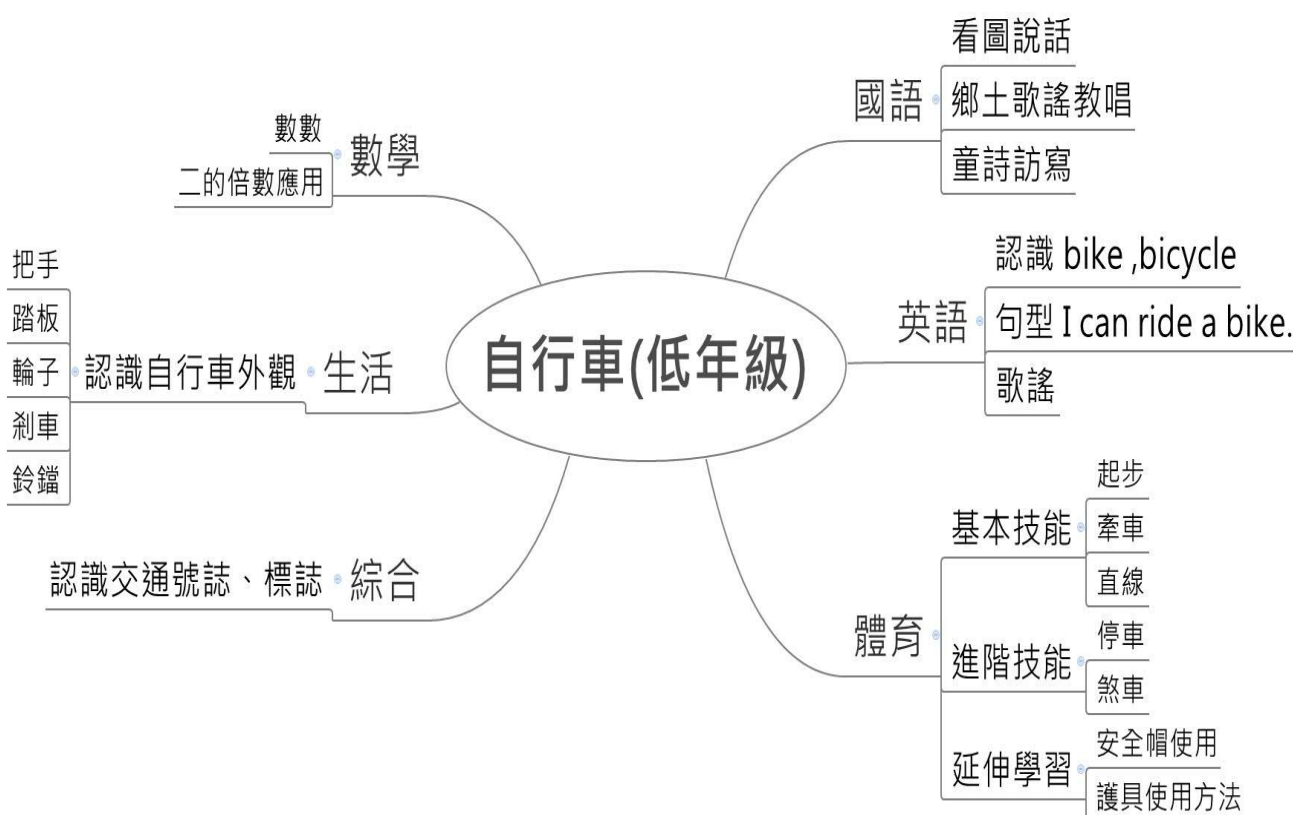 自行車(低年級)
國語
看圖說話
鄉土歌謠教唱
童詩訪寫
英語
認識 bike ,bicycle
句型 I can ride a bike.
歌謠
體育
基本技能
起步
牽車
直線
進階技能
停車
煞車
延伸學習
安全帽使用
護具使用方法
數學
數數
二的倍數應用
生活
認識自行車外觀
把手
踏板
輪子
剎車
鈴鐺
綜合
認識交通號誌、標誌